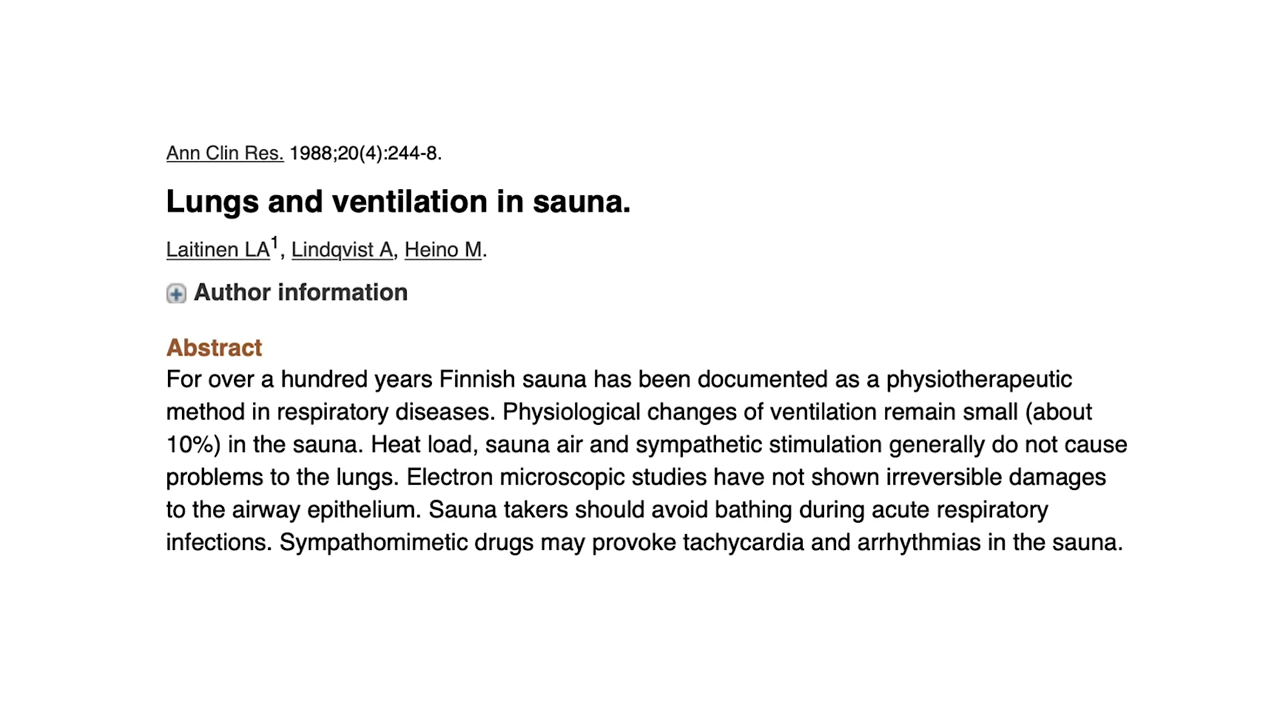 Ann Clin Res. 1988;20(4):244-8.
Lungs and ventilation in sauna.
Laitinen LA1, Lindqvist A, Heino M.
Author information
Abstract
For over a hundred years Finnish sauna has been documented as a physiotherapeutic
method in respiratory diseases. Physiological changes of ventilation remain small (about
10%) in the sauna. Heat load, sauna air and sympathetic stimulation generally do not cause
problems to the lungs. Electron microscopic studies have not shown irreversible damages
to the airway epithelium. Sauna takers should avoid bathing during acute respiratory
infections. Sympathomimetic drugs may provoke tachycardia and arrhythmias in the sauna.